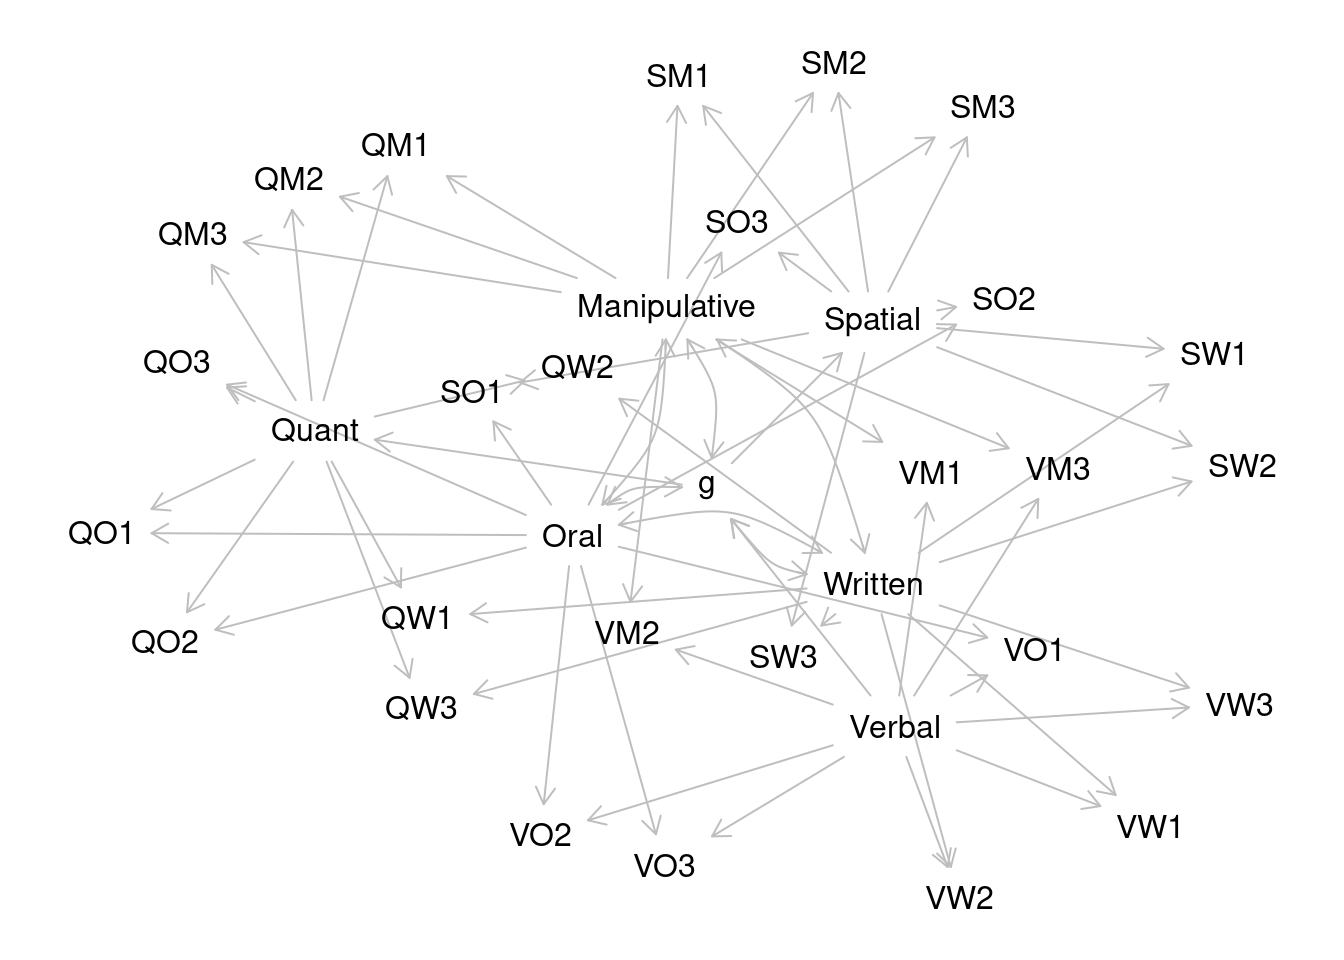 SM2
SM1
SM3
QM1
QM2
SO3
QM3
SO2
Manipulative
Spatial
SW1
QO3
QW2
SO1
Quant
SW2
VM3
VM1
g
QO1
Oral
Written
QW1
VM2
QO2
VO1
SW3
VW3
QW3
Verbal
VW1
VO2
VO3
VW2